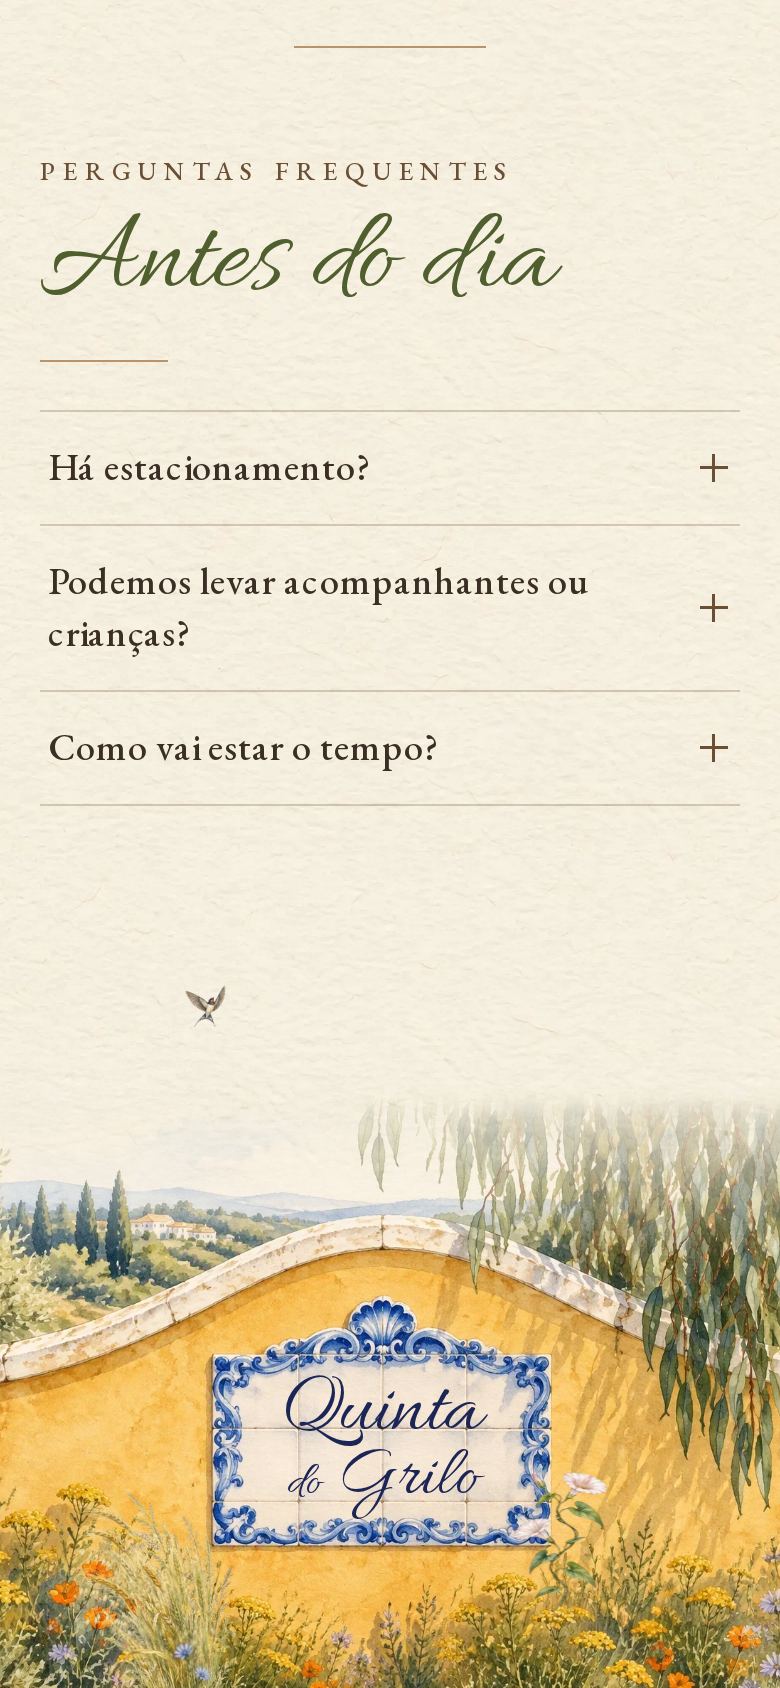 PERGUNTAS FREQUENTES
Antes do dia
Há estacionamento?
Podemos levar acompanhantes ou
crianças?
Como vai estar o tempo?
Quinta
do Grilo